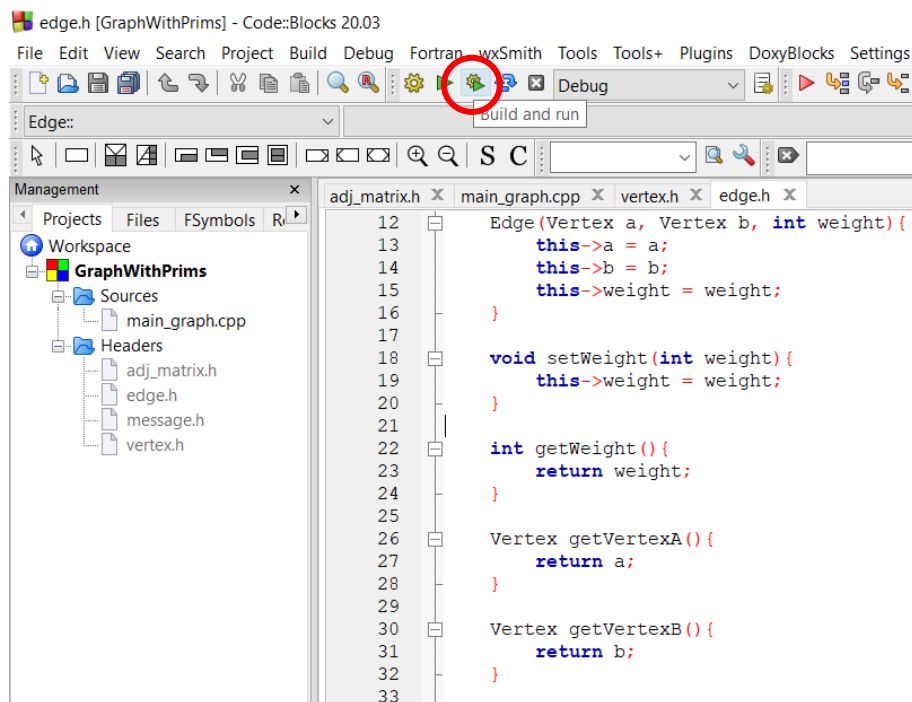 edge.h [GraphWithPrims] - Code::Blocks 20.03
File Edit View Search Project Build Debug Fortran wxSmith Tools Tools+ Plugins DoxyBlocks Settings
Debug
Edge::
Build and run
S C
Management
adj_matrix.h main_graph.cpp vertex.h edge.h
Projects Files FSymbols
Workspace
GraphWithPrims
Sources
main_graph.cpp
Headers
adj_matrix.h
edge.h
message.h
vertex.h
12 Edge(Vertex a, Vertex b, int weight){
13 this->a = a;
14 this->b = b;
15 this->weight = weight;
16 }
17
18 void setWeight(int weight){
19 this->weight = weight;
20 }
21
22 int getWeight(){
23 return weight;
24 }
25
26 Vertex getVertexA(){
27 return a;
28 }
29
30 Vertex getVertexB(){
31 return b;
32 }
33